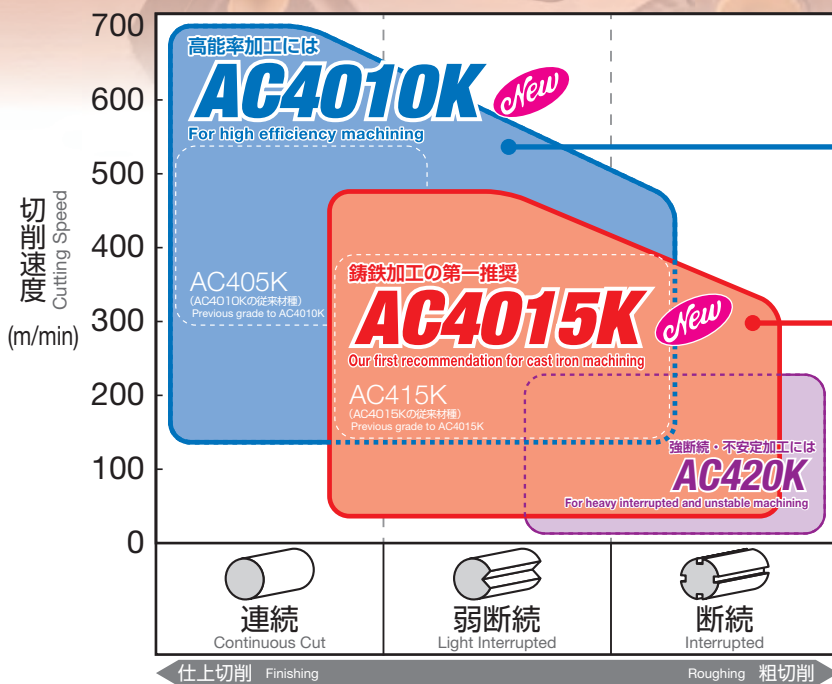 700
600
500
400
300
200
100
0
切削速度
Cutting Speed
(m/min)
高能率加工には
AC4010K
New
For high efficiency machining
AC405K
(AC4010Kの従来材種)
Previous grade to AC4010K
鋳鉄加工の第一推奨
AC4015K
New
Our first recommendation for cast iron machining
AC415K
(AC4015Kの従来材種)
Previous grade to AC4015K
強断続・不安定加工には
AC420K
For heavy interrupted and unstable machining
連続
Continuous Cut
弱断続
Light Interrupted
断続
Interrupted
仕上切削 Finishing
Roughing 粗切削